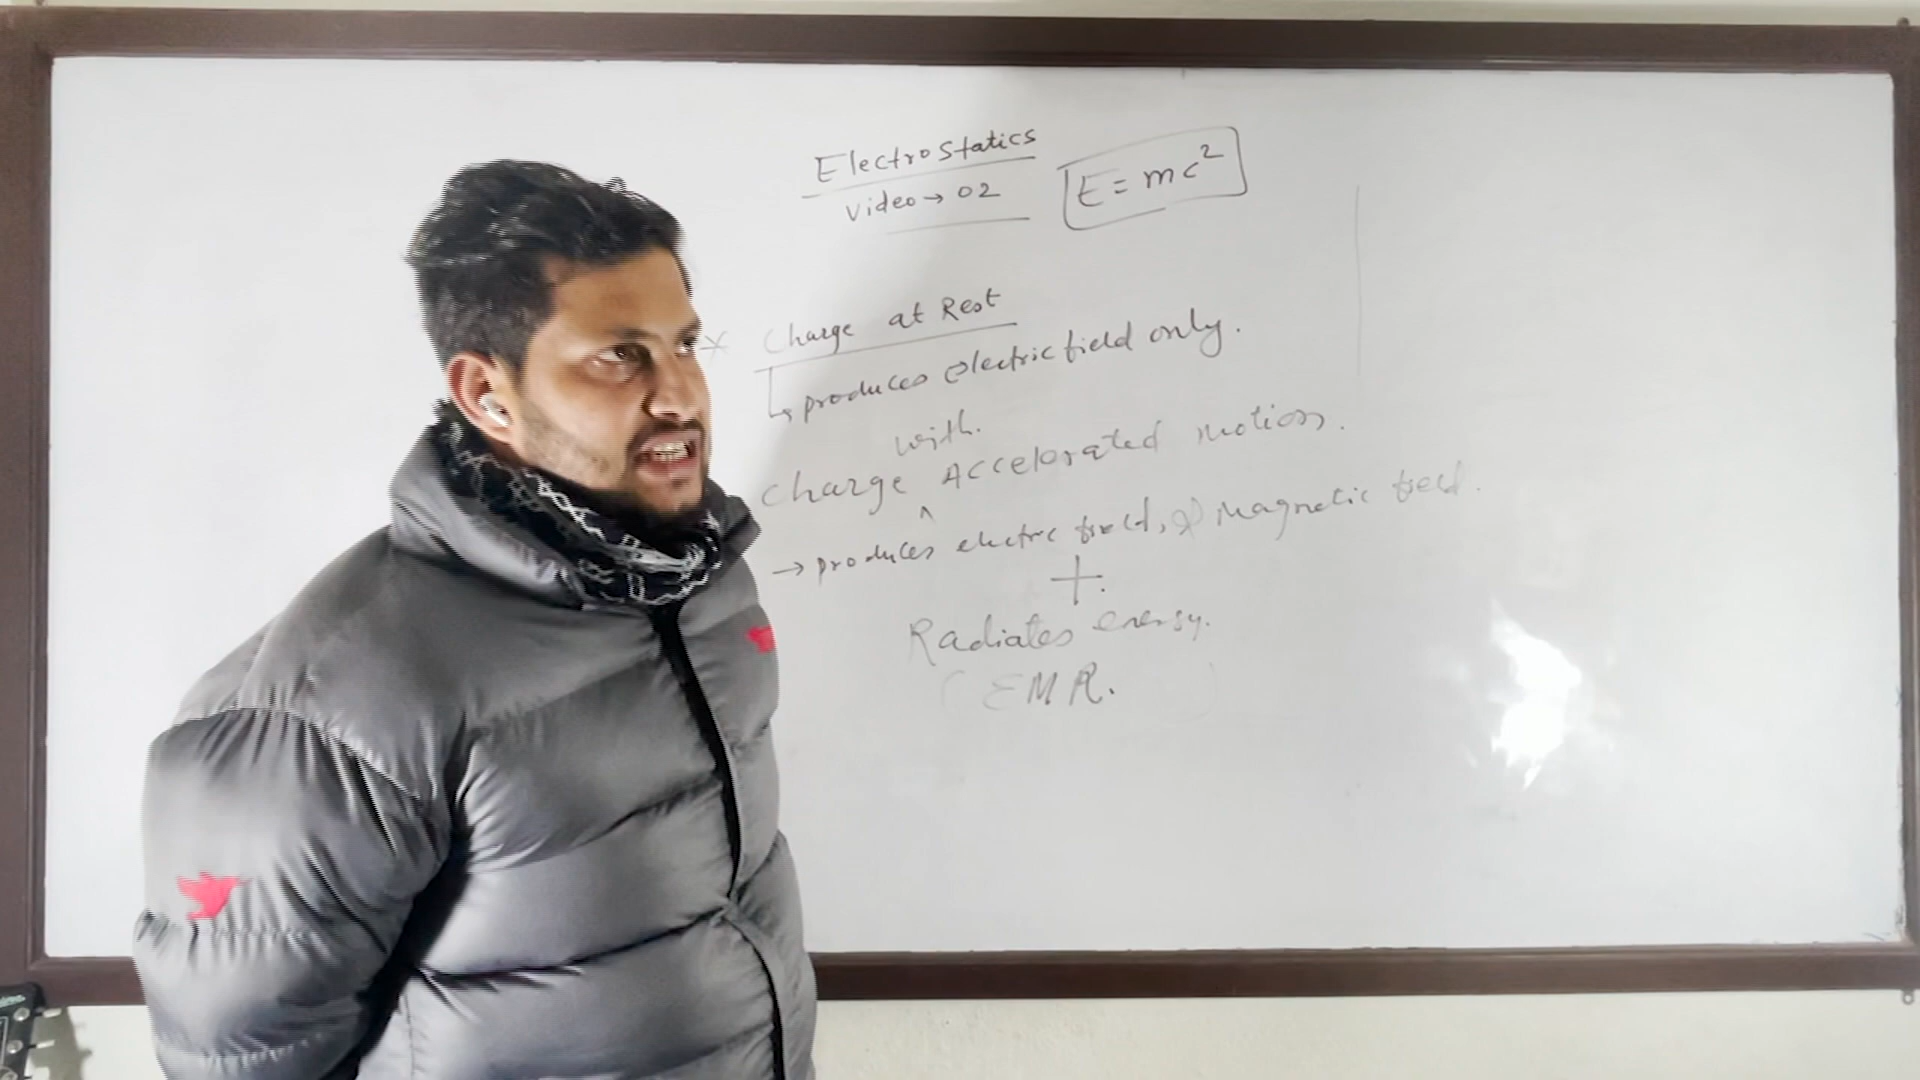 Electrostatics
Video → 02
E = mc²
* Charge at Rest
↳ produces electric field only.
with.
Charge ^ Accelerated motion.
→ produces electric field, & Magnetic field.
+
Radiates energy.
(EMR.)